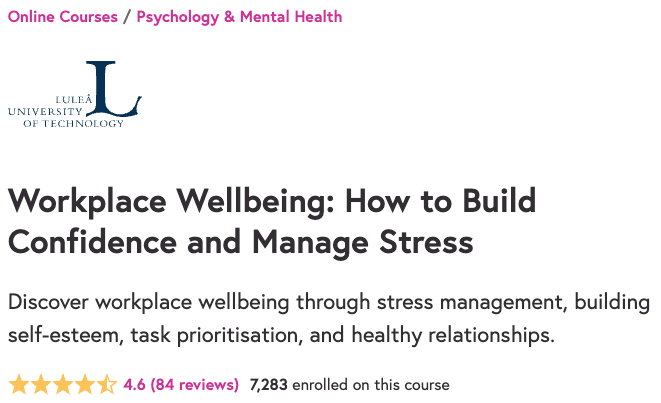 Online Courses / Psychology & Mental Health
LULEÅ
UNIVERSITY
OF TECHNOLOGY
L
Workplace Wellbeing: How to Build
Confidence and Manage Stress
Discover workplace wellbeing through stress management, building
self-esteem, task prioritisation, and healthy relationships.
4.6 (84 reviews) 7,283 enrolled on this course